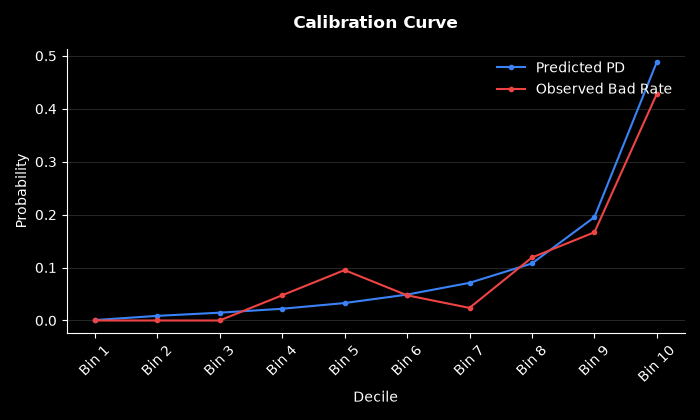 Calibration Curve
Predicted PD
Observed Bad Rate
Probability
0.5
0.4
0.3
0.2
0.1
0.0
Bin 1
Bin 2
Bin 3
Bin 4
Bin 5
Bin 6
Bin 7
Bin 8
Bin 9
Bin 10
Decile